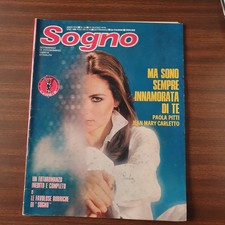 Sogno
MA SONO
SEMPRE
INNAMORATA
DI TE
PAOLA PITTI
JEAN MARY CARLETTO
UN FOTOROMANZO
INEDITO E COMPLETO
E
LE FAVOLOSE RUBRICHE
DI "SOGNO"